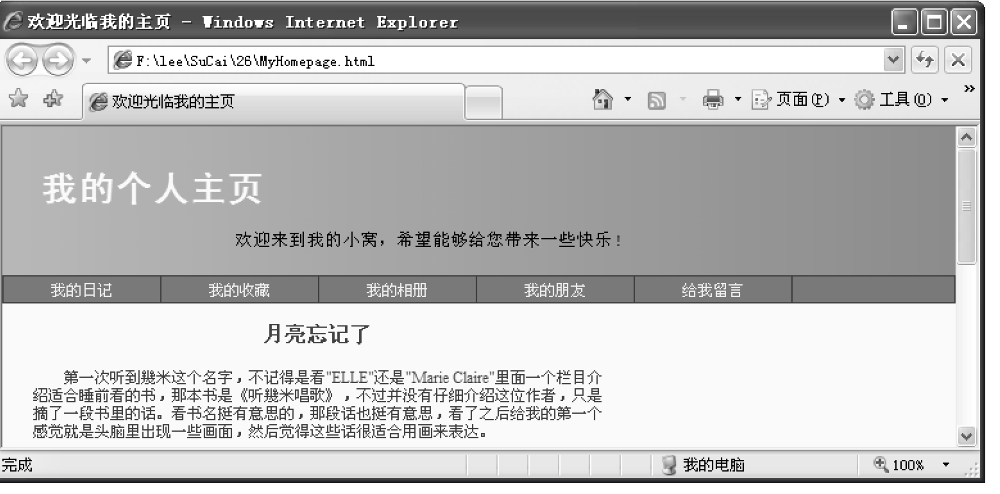 欢迎光临我的主页 - Windows Internet Explorer
F:\lee\SuCai\26\MyHomepage.html
欢迎光临我的主页
页面(P)
工具(O)
»
我的个人主页
欢迎来到我的小窝，希望能够给您带来一些快乐！
我的日记 我的收藏 我的相册 我的朋友 给我留言
月亮忘记了
第一次听到幾米这个名字，不记得是看"ELLE"还是"Marie Claire"里面一个栏目介
绍适合睡前看的书，那本书是《听幾米唱歌》，不过并没有仔细介绍这位作者，只是
摘了一段书里的话。看书名挺有意思的，那段话也挺有意思，看了之后给我的第一个
感觉就是头脑里出现一些画面，然后觉得这些话很适合用画来表达。
完成
我的电脑
100%